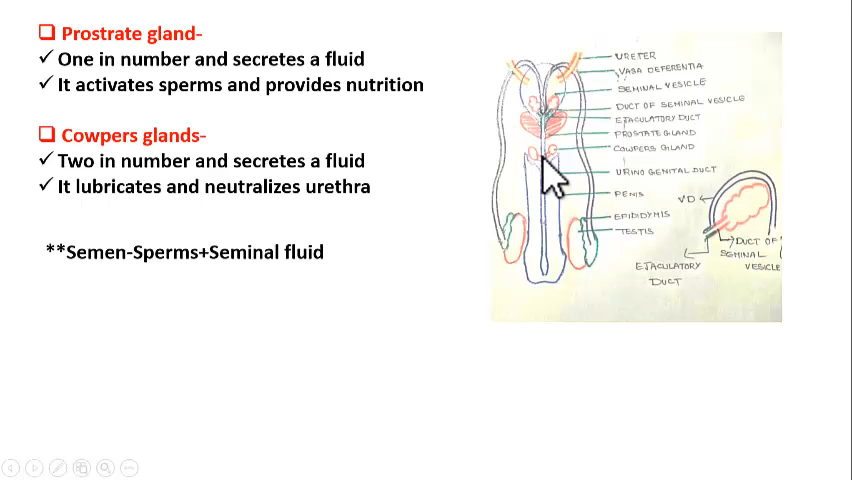 Prostrate gland-
One in number and secretes a fluid
It activates sperms and provides nutrition
Cowpers glands-
Two in number and secretes a fluid
It lubricates and neutralizes urethra
**Semen-Sperms+Seminal fluid
URETER
VASA DEFERENTIA
SEMINAL VESICLE
DUCT OF SEMINAL VESICLE
EJACULATORY DUCT
PROSTATE GLAND
COWPERS GLAND
URINO GENITAL DUCT
PENIS
EPIDIDYMIS
TESTIS
VD
DUCT OF
SEMINAL
VESICLE
EJACULATORY
DUCT